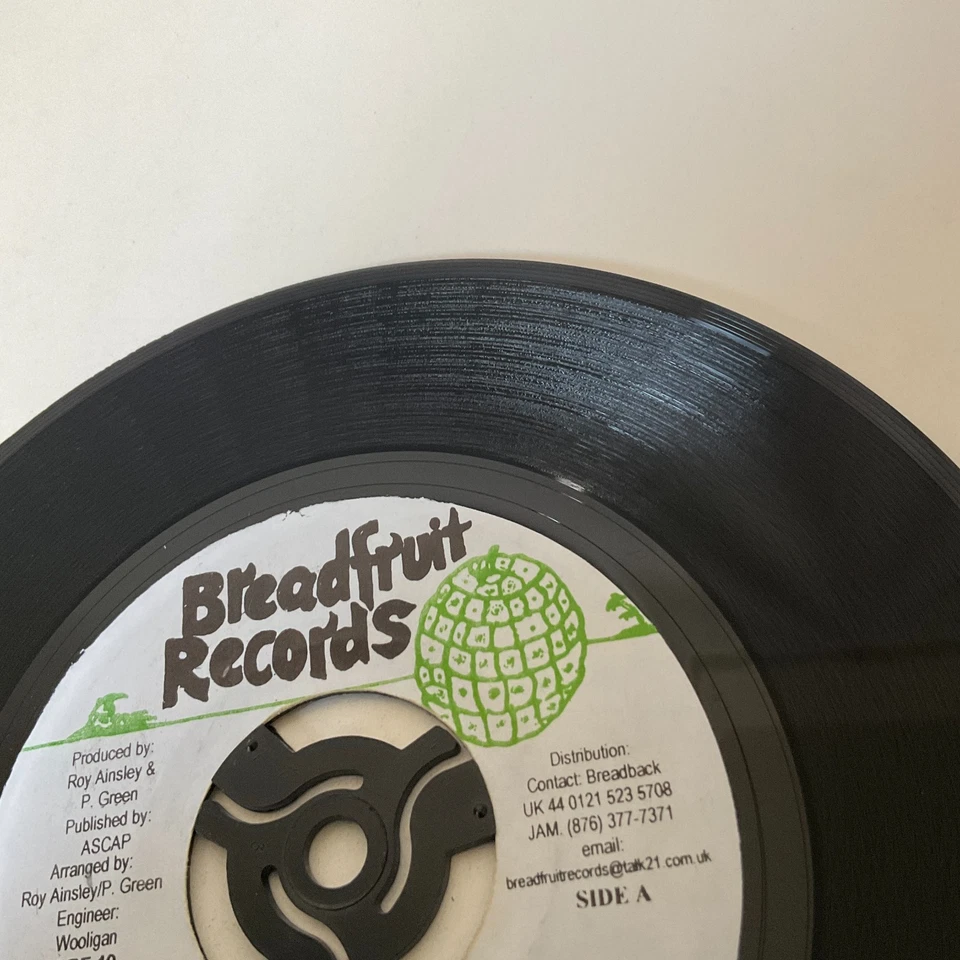 Breadfruit
Records
Produced by:
Roy Ainsley &
P. Green
Published by:
ASCAP
Arranged by:
Roy Ainsley/P. Green
Engineer:
Wooligan
Distribution:
Contact: Breadback
UK 44 0121 523 5708
JAM. (876) 377-7371
email:
breadfruitrecords@talk21.com.uk
SIDE A